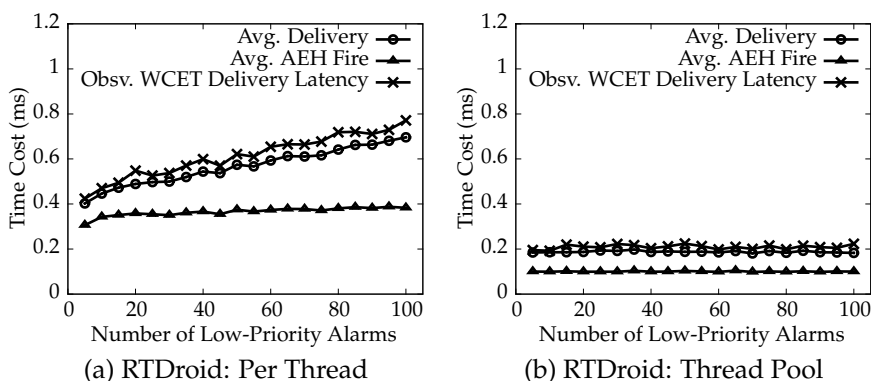 1.2
1
0.8
0.6
0.4
0.2
0
Time Cost (ms)
Avg. Delivery
Avg. AEH Fire
Obsv. WCET Delivery Latency
0 20 40 60 80 100
Number of Low-Priority Alarms
(a) RTDroid: Per Thread
1.2
1
0.8
0.6
0.4
0.2
0
Time Cost (ms)
Avg. Delivery
Avg. AEH Fire
Obsv. WCET Delivery Latency
0 20 40 60 80 100
Number of Low-Priority Alarms
(b) RTDroid: Thread Pool